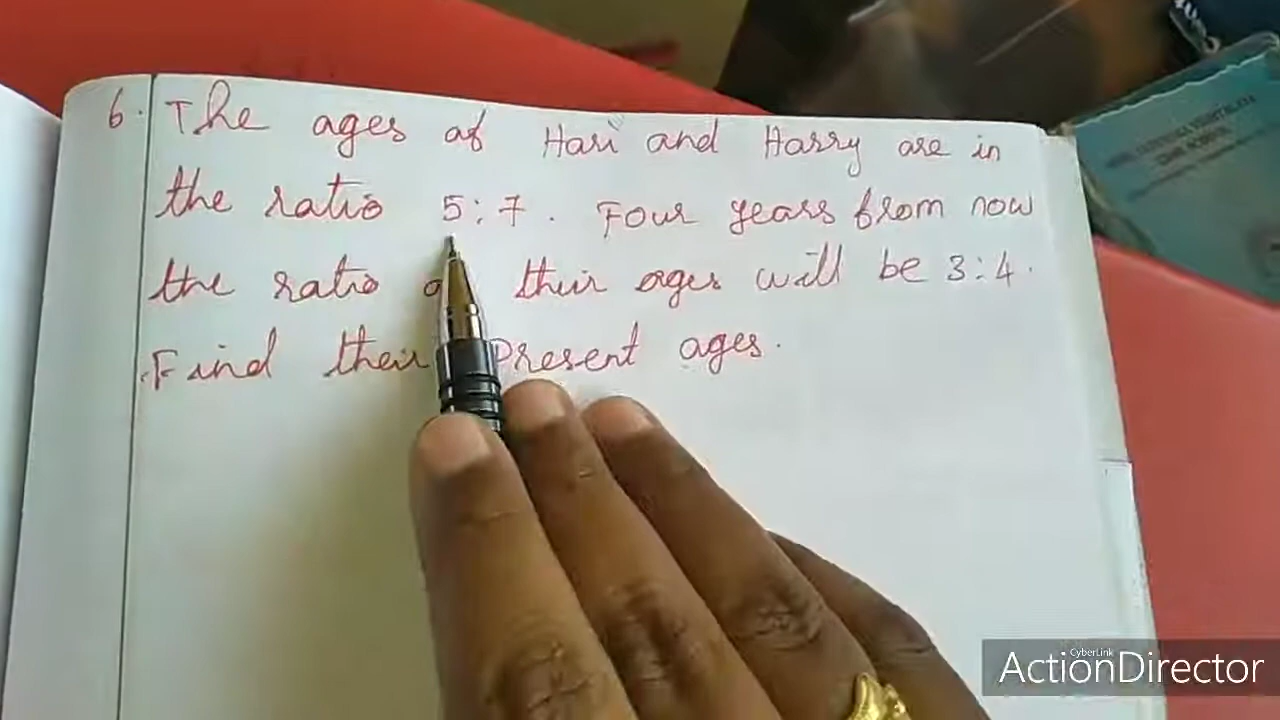 6. The ages of Hari and Harry are in
the ratio 5:7. Four years from now
the ratio their ages will be 3:4.
Find their present ages.
CyberLink
ActionDirector